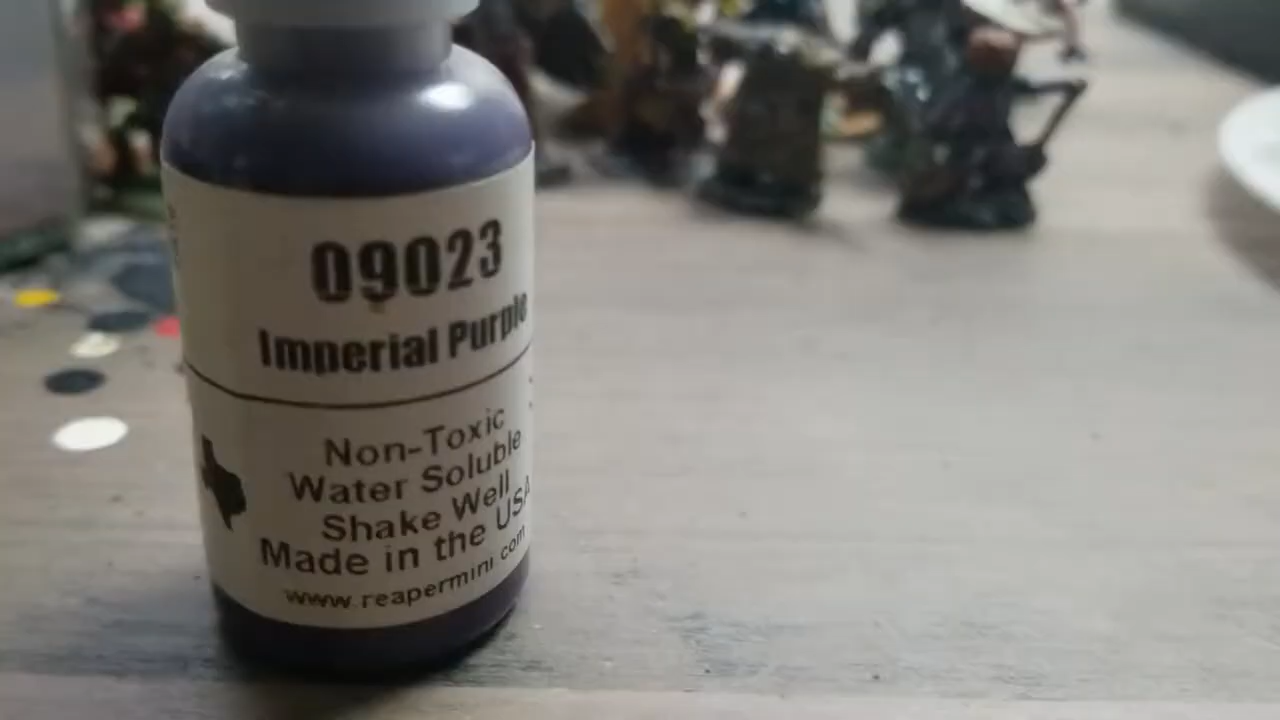 09023
Imperial Purple
Non-Toxic
Water Soluble
Shake Well
Made in the USA
www.reapermini.com